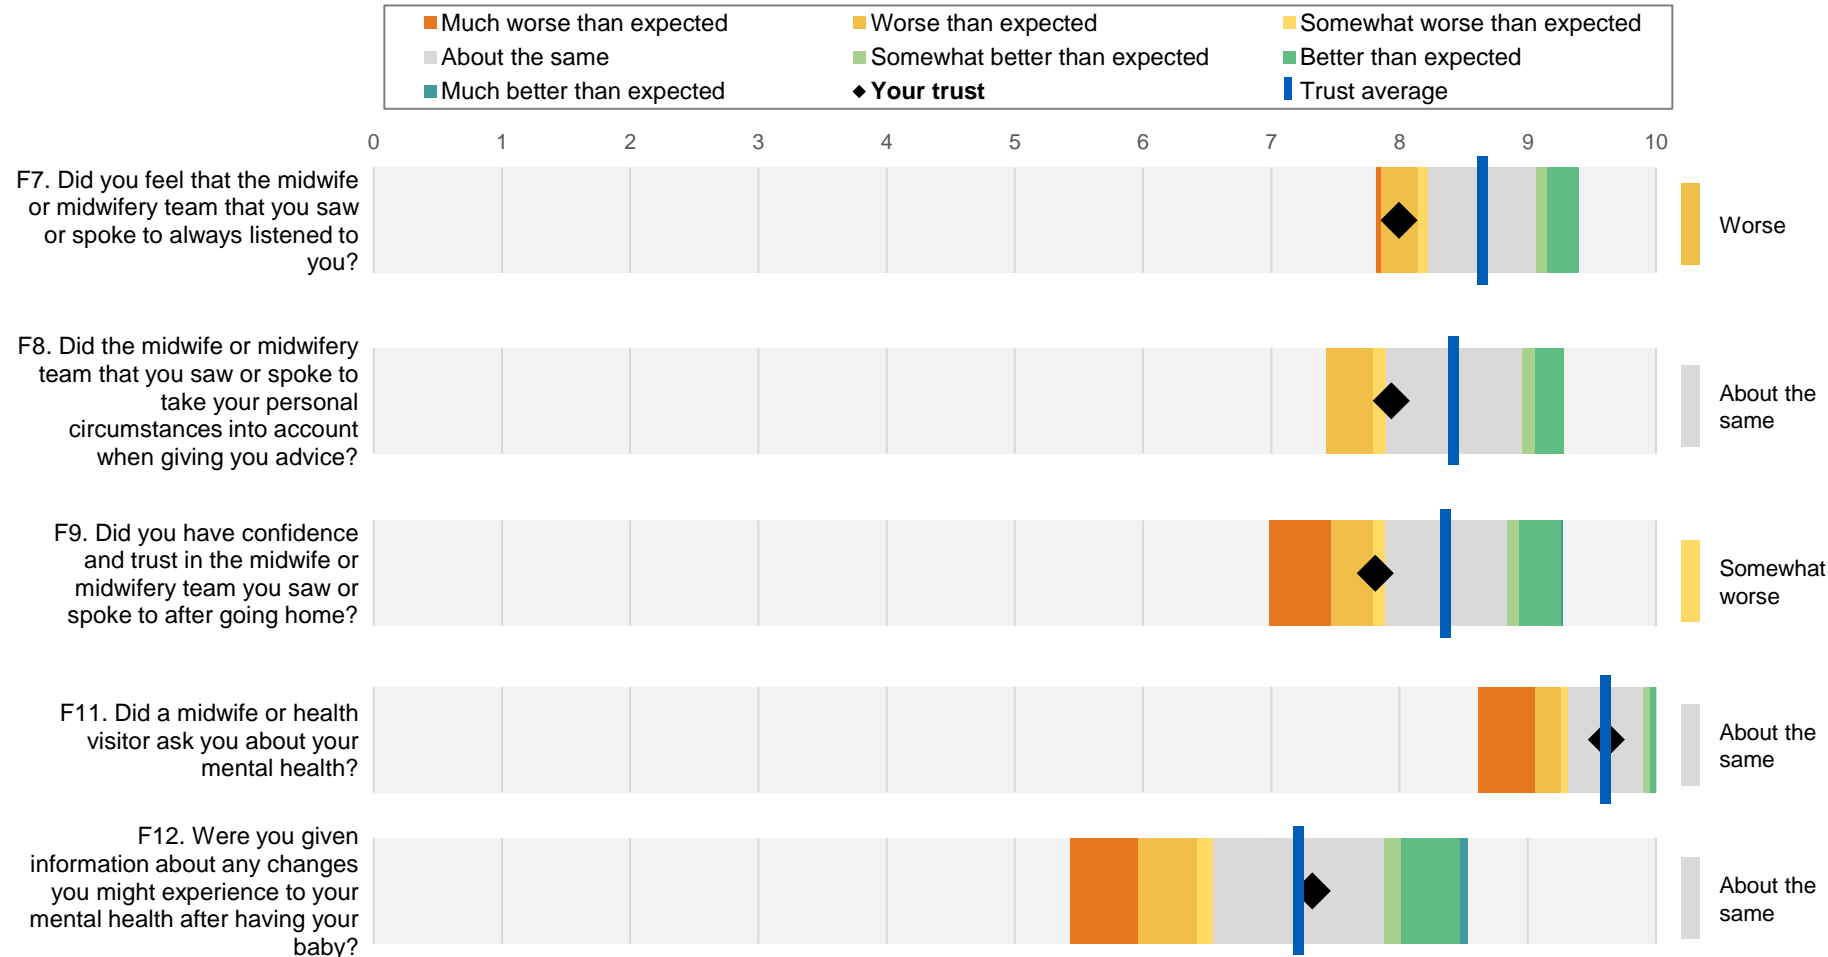 Much worse than expected
Worse than expected
Somewhat worse than expected
About the same
Somewhat better than expected
Better than expected
Much better than expected
Your trust
Trust average
0 1 2 3 4 5 6 7 8 9 10
F7. Did you feel that the midwife
or midwifery team that you saw
or spoke to always listened to
you?
Worse
F8. Did the midwife or midwifery
team that you saw or spoke to
take your personal
circumstances into account
when giving you advice?
About the
same
F9. Did you have confidence
and trust in the midwife or
midwifery team you saw or
spoke to after going home?
Somewhat
worse
F11. Did a midwife or health
visitor ask you about your
mental health?
About the
same
F12. Were you given
information about any changes
you might experience to your
mental health after having your
baby?
About the
same